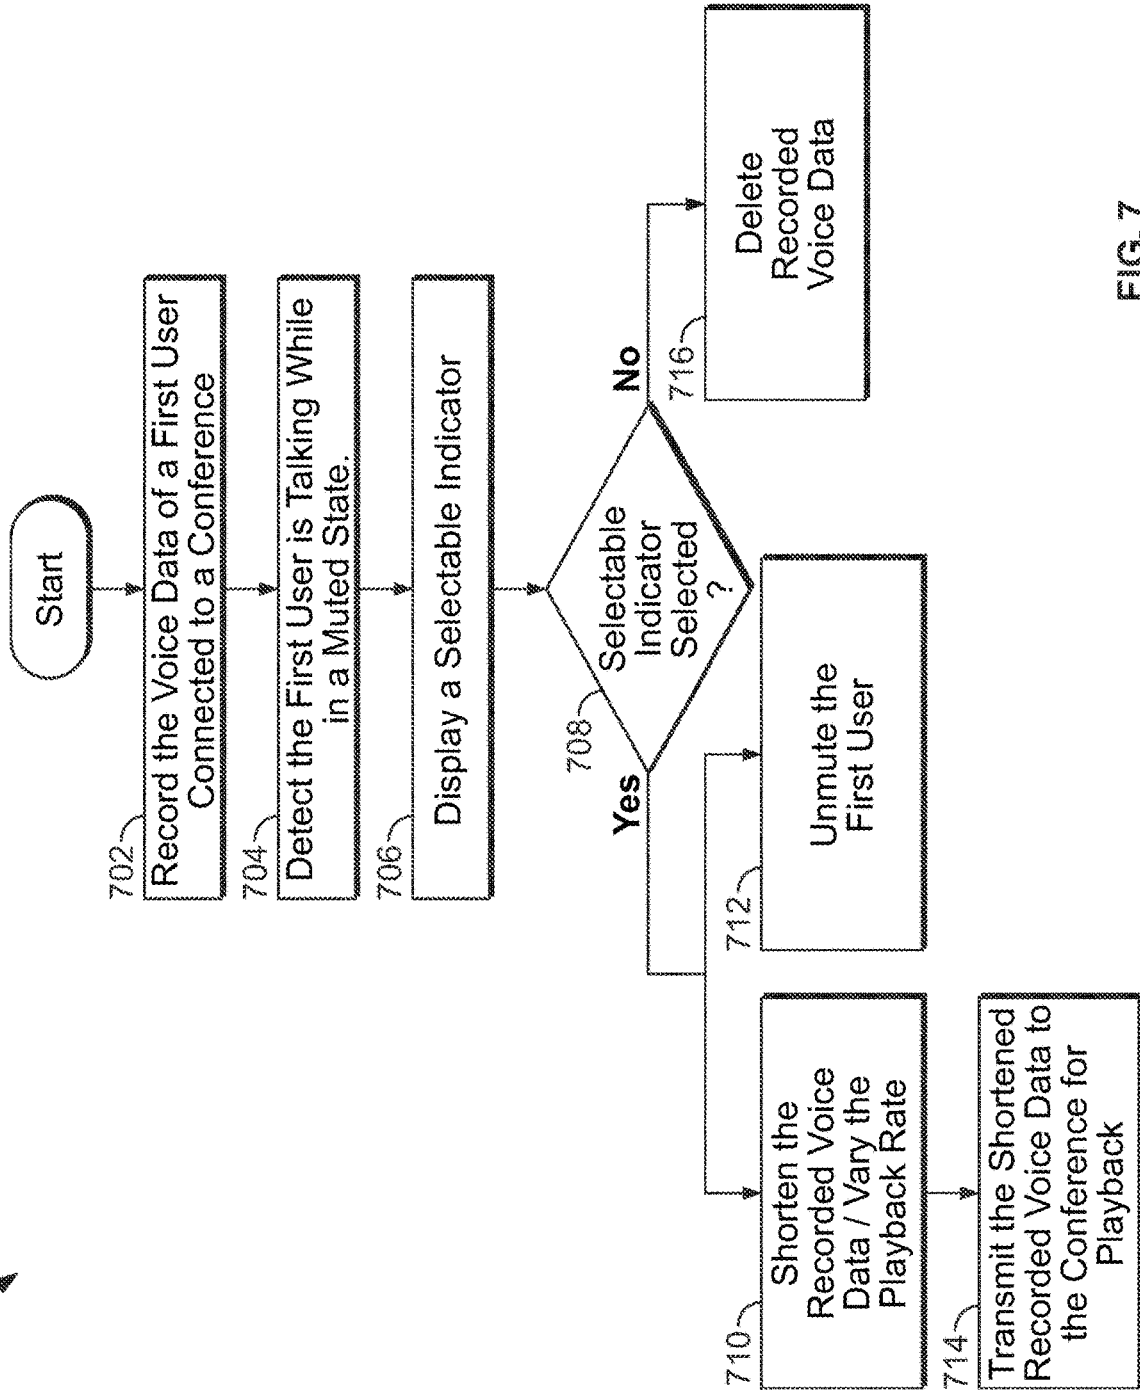 Start
702
Record the Voice Data of a First User
Connected to a Conference
704
Detect the First User is Talking While
in a Muted State.
706
Display a Selectable Indicator
708
Selectable
Indicator
Selected
?
Yes
No
710
Shorten the
Recorded Voice
Data / Vary the
Playback Rate
712
Unmute the
First User
716
Delete
Recorded
Voice Data
714
Transmit the Shortened
Recorded Voice Data to
the Conference for
Playback
FIG. 7